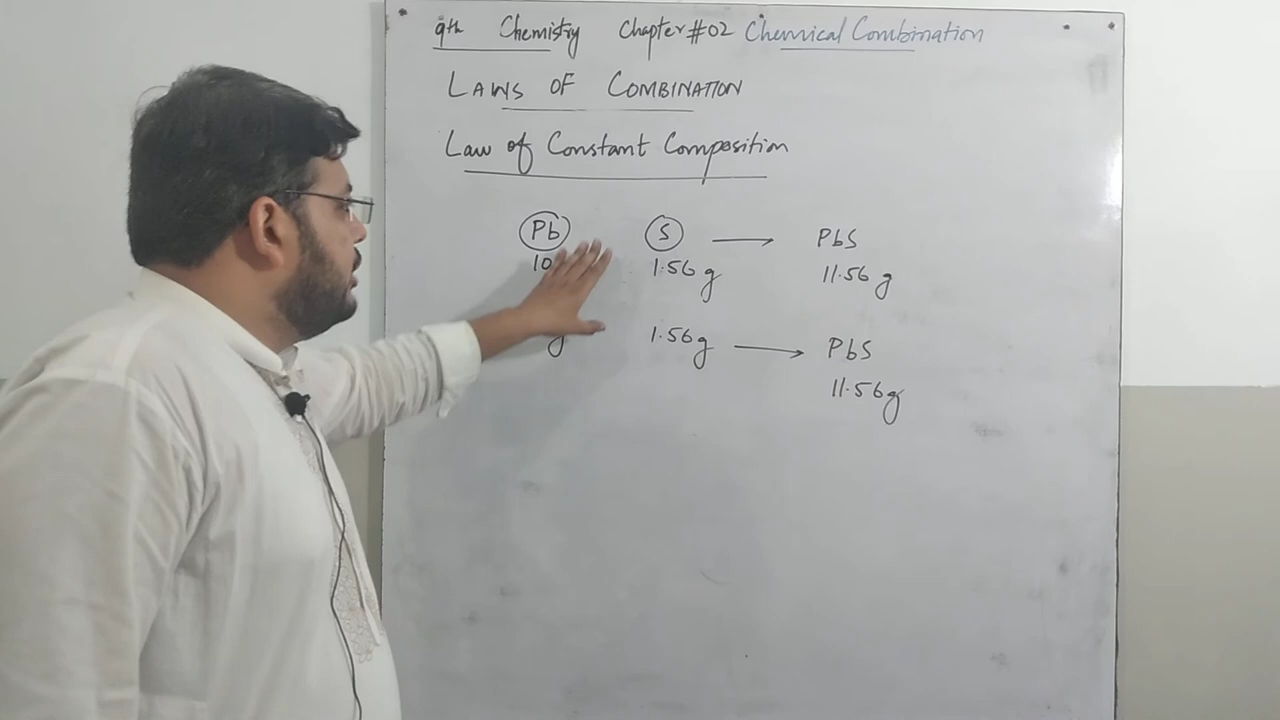 9th Chemistry Chapter #02 Chemical Combination
LAWS OF COMBINATION
Law of Constant Composition
Pb S → PbS
10 1.56 g 11.56 g
g 1.56g → PbS
11.56g